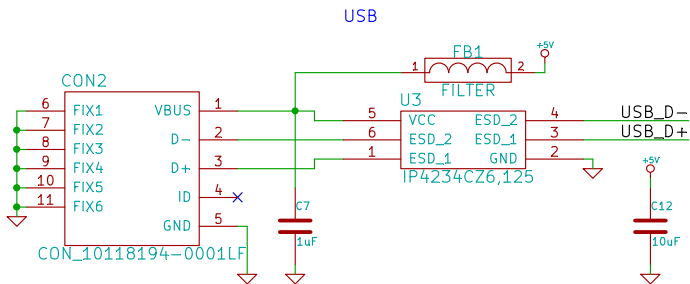 USB
+5V
FB1
1 2
FILTER
CON2
U3
6 FIX1 VBUS 1
7 FIX2 D- 2
8 FIX3 D+ 3
9 FIX4 ID 4
10 FIX5 GND 5
11 FIX6
CON_10118194-0001LF
5 VCC ESD_2 4 USB_D-
6 ESD_2 ESD_1 3 USB_D+
1 ESD_1 GND 2
IP4234CZ6,125
C7
1uF
+5V
C12
10uF